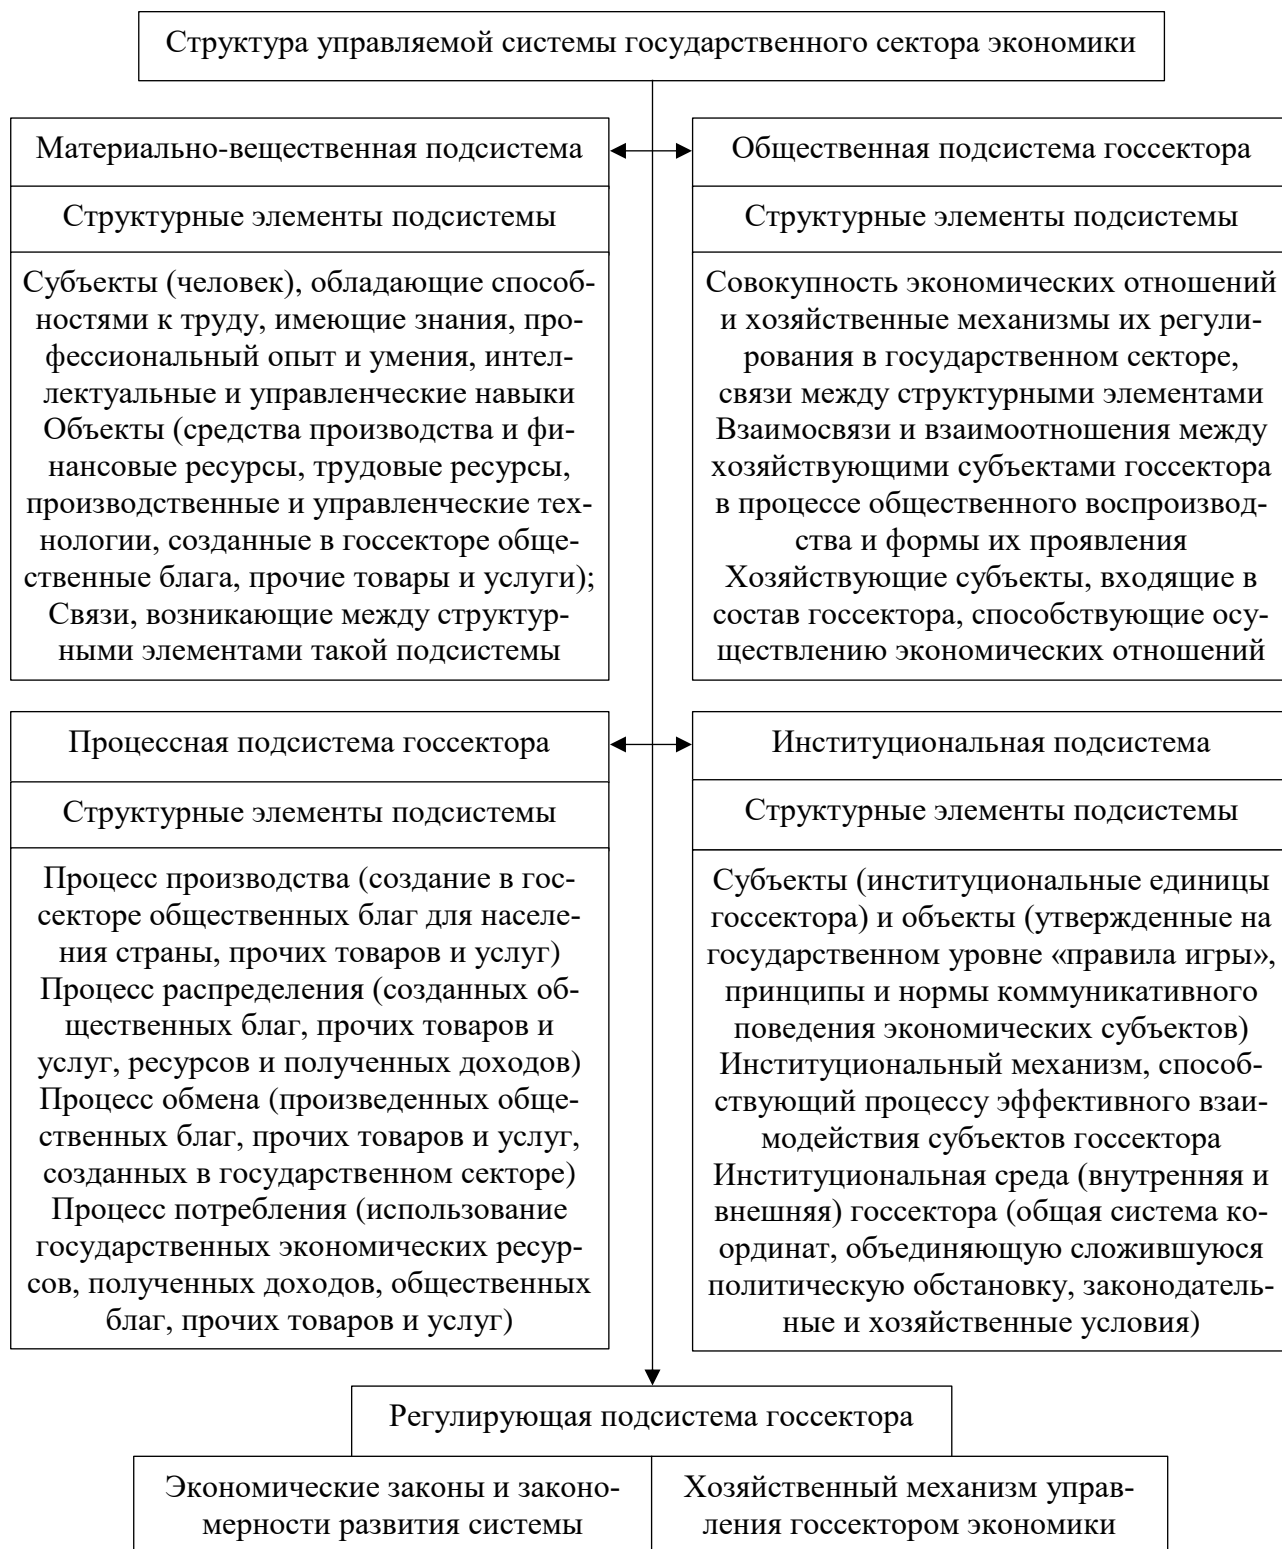 Структура управляемой системы государственного сектора экономики
Материально-вещественная подсистема
Структурные элементы подсистемы
Субъекты (человек), обладающие способ-
ностями к труду, имеющие знания, про-
фессиональный опыт и умения, интел-
лектуальные и управленческие навыки
Объекты (средства производства и фи-
нансовые ресурсы, трудовые ресурсы,
производственные и управленческие тех-
нологии, созданные в госсекторе обще-
ственные блага, прочие товары и услуги);
Связи, возникающие между структур-
ными элементами такой подсистемы
Общественная подсистема госсектора
Структурные элементы подсистемы
Совокупность экономических отношений
и хозяйственные механизмы их регули-
рования в государственном секторе,
связи между структурными элементами
Взаимосвязи и взаимоотношения между
хозяйствующими субъектами госсектора
в процессе общественного воспроизвод-
ства и формы их проявления
Хозяйствующие субъекты, входящие в
состав госсектора, способствующие осу-
ществлению экономических отношений
Процессная подсистема госсектора
Структурные элементы подсистемы
Процесс производства (создание в гос-
секторе общественных благ для населе-
ния страны, прочих товаров и услуг)
Процесс распределения (созданных об-
щественных благ, прочих товаров и
услуг, ресурсов и полученных доходов)
Процесс обмена (произведенных обще-
ственных благ, прочих товаров и услуг,
созданных в государственном секторе)
Процесс потребления (использование
государственных экономических ресур-
сов, полученных доходов, общественных
благ, прочих товаров и услуг)
Институциональная подсистема
Структурные элементы подсистемы
Субъекты (институциональные единицы
госсектора) и объекты (утвержденные на
государственном уровне «правила игры»,
принципы и нормы коммуникативного
поведения экономических субъектов)
Институциональный механизм, способ-
ствующий процессу эффективного взаи-
модействия субъектов госсектора
Институциональная среда (внутренняя и
внешняя) госсектора (общая система ко-
ординат, объединяющую сложившуюся
политическую обстановку, законодатель-
ные и хозяйственные условия)
Регулирующая подсистема госсектора
Экономические законы и законо-
мерности развития системы
Хозяйственный механизм управ-
ления госсектором экономики